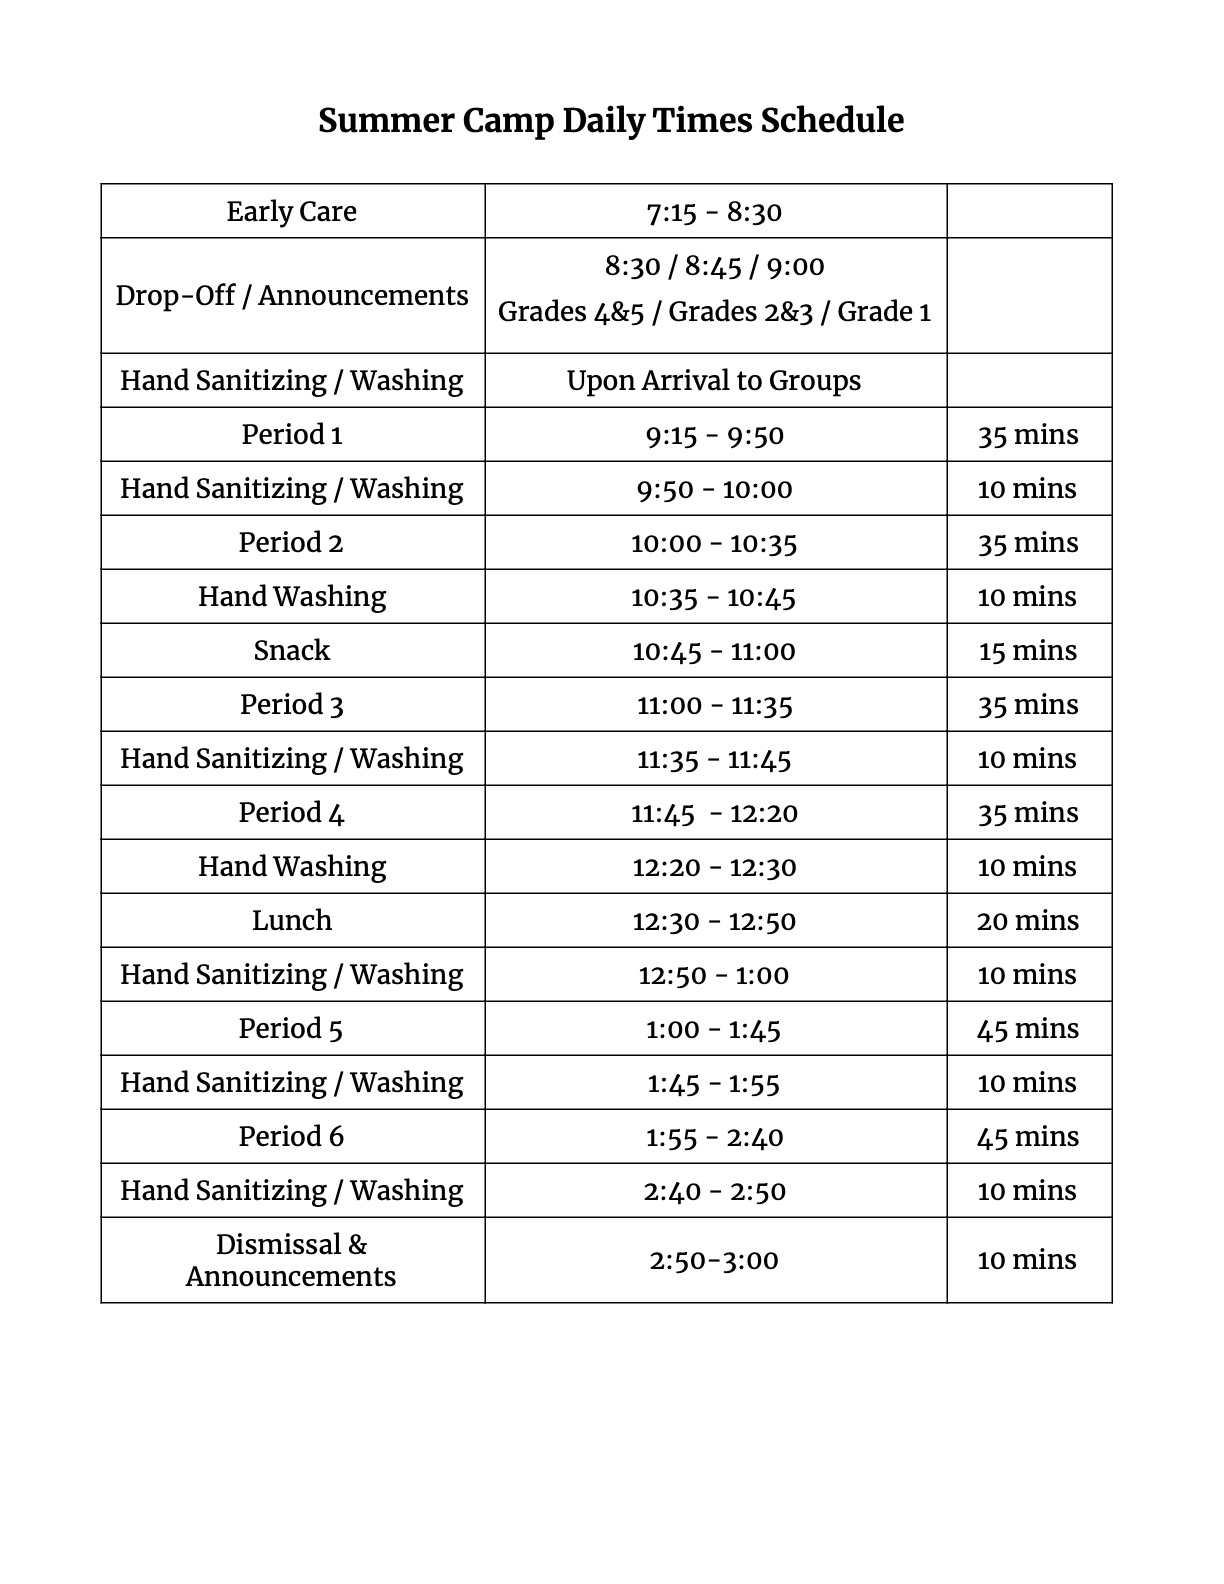 Summer Camp Daily Times Schedule
Early Care 7:15 - 8:30
Drop-Off / Announcements 8:30 / 8:45 / 9:00
Grades 4&5 / Grades 2&3 / Grade 1
Hand Sanitizing / Washing Upon Arrival to Groups
Period 1 9:15 - 9:50 35 mins
Hand Sanitizing / Washing 9:50 - 10:00 10 mins
Period 2 10:00 - 10:35 35 mins
Hand Washing 10:35 - 10:45 10 mins
Snack 10:45 - 11:00 15 mins
Period 3 11:00 - 11:35 35 mins
Hand Sanitizing / Washing 11:35 - 11:45 10 mins
Period 4 11:45 - 12:20 35 mins
Hand Washing 12:20 - 12:30 10 mins
Lunch 12:30 - 12:50 20 mins
Hand Sanitizing / Washing 12:50 - 1:00 10 mins
Period 5 1:00 - 1:45 45 mins
Hand Sanitizing / Washing 1:45 - 1:55 10 mins
Period 6 1:55 - 2:40 45 mins
Hand Sanitizing / Washing 2:40 - 2:50 10 mins
Dismissal &
Announcements 2:50-3:00 10 mins